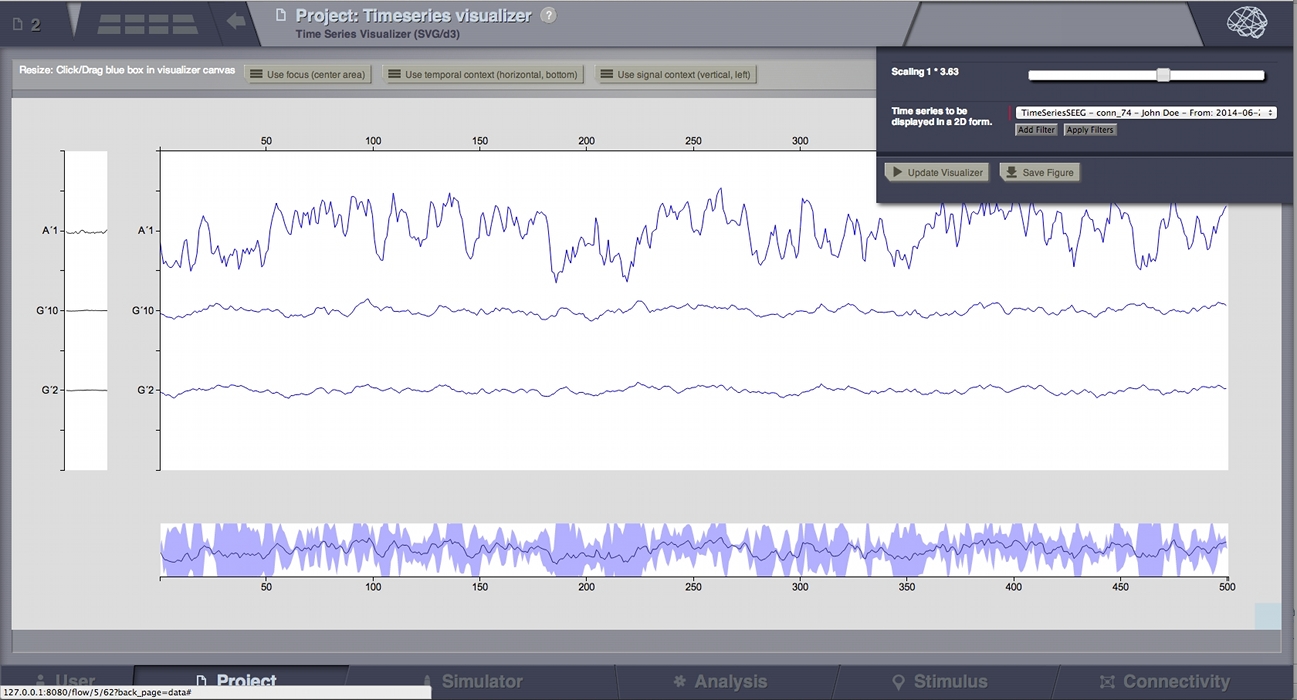 2
Project: Timeseries visualizer ?
Time Series Visualizer (SVG/d3)
Resize: Click/Drag blue box in visualizer canvas
Use focus (center area)
Use temporal context (horizontal, bottom)
Use signal context (vertical, left)
Scaling 1 * 3.63
Time series to be
displayed in a 2D form.
TimeSeriesSEEG - conn_74 - John Doe - From: 2014-06-
Add Filter
Apply Filters
Update Visualizer
Save Figure
50 100 150 200 250 300
A'1 A'1
G'10 G'10
G'2 G'2
50 100 150 200 250 300 350 400 450 500
User
Project
Simulator
Analysis
Stimulus
Connectivity
127.0.0.1:8080/flow/5/62?back_page=data#